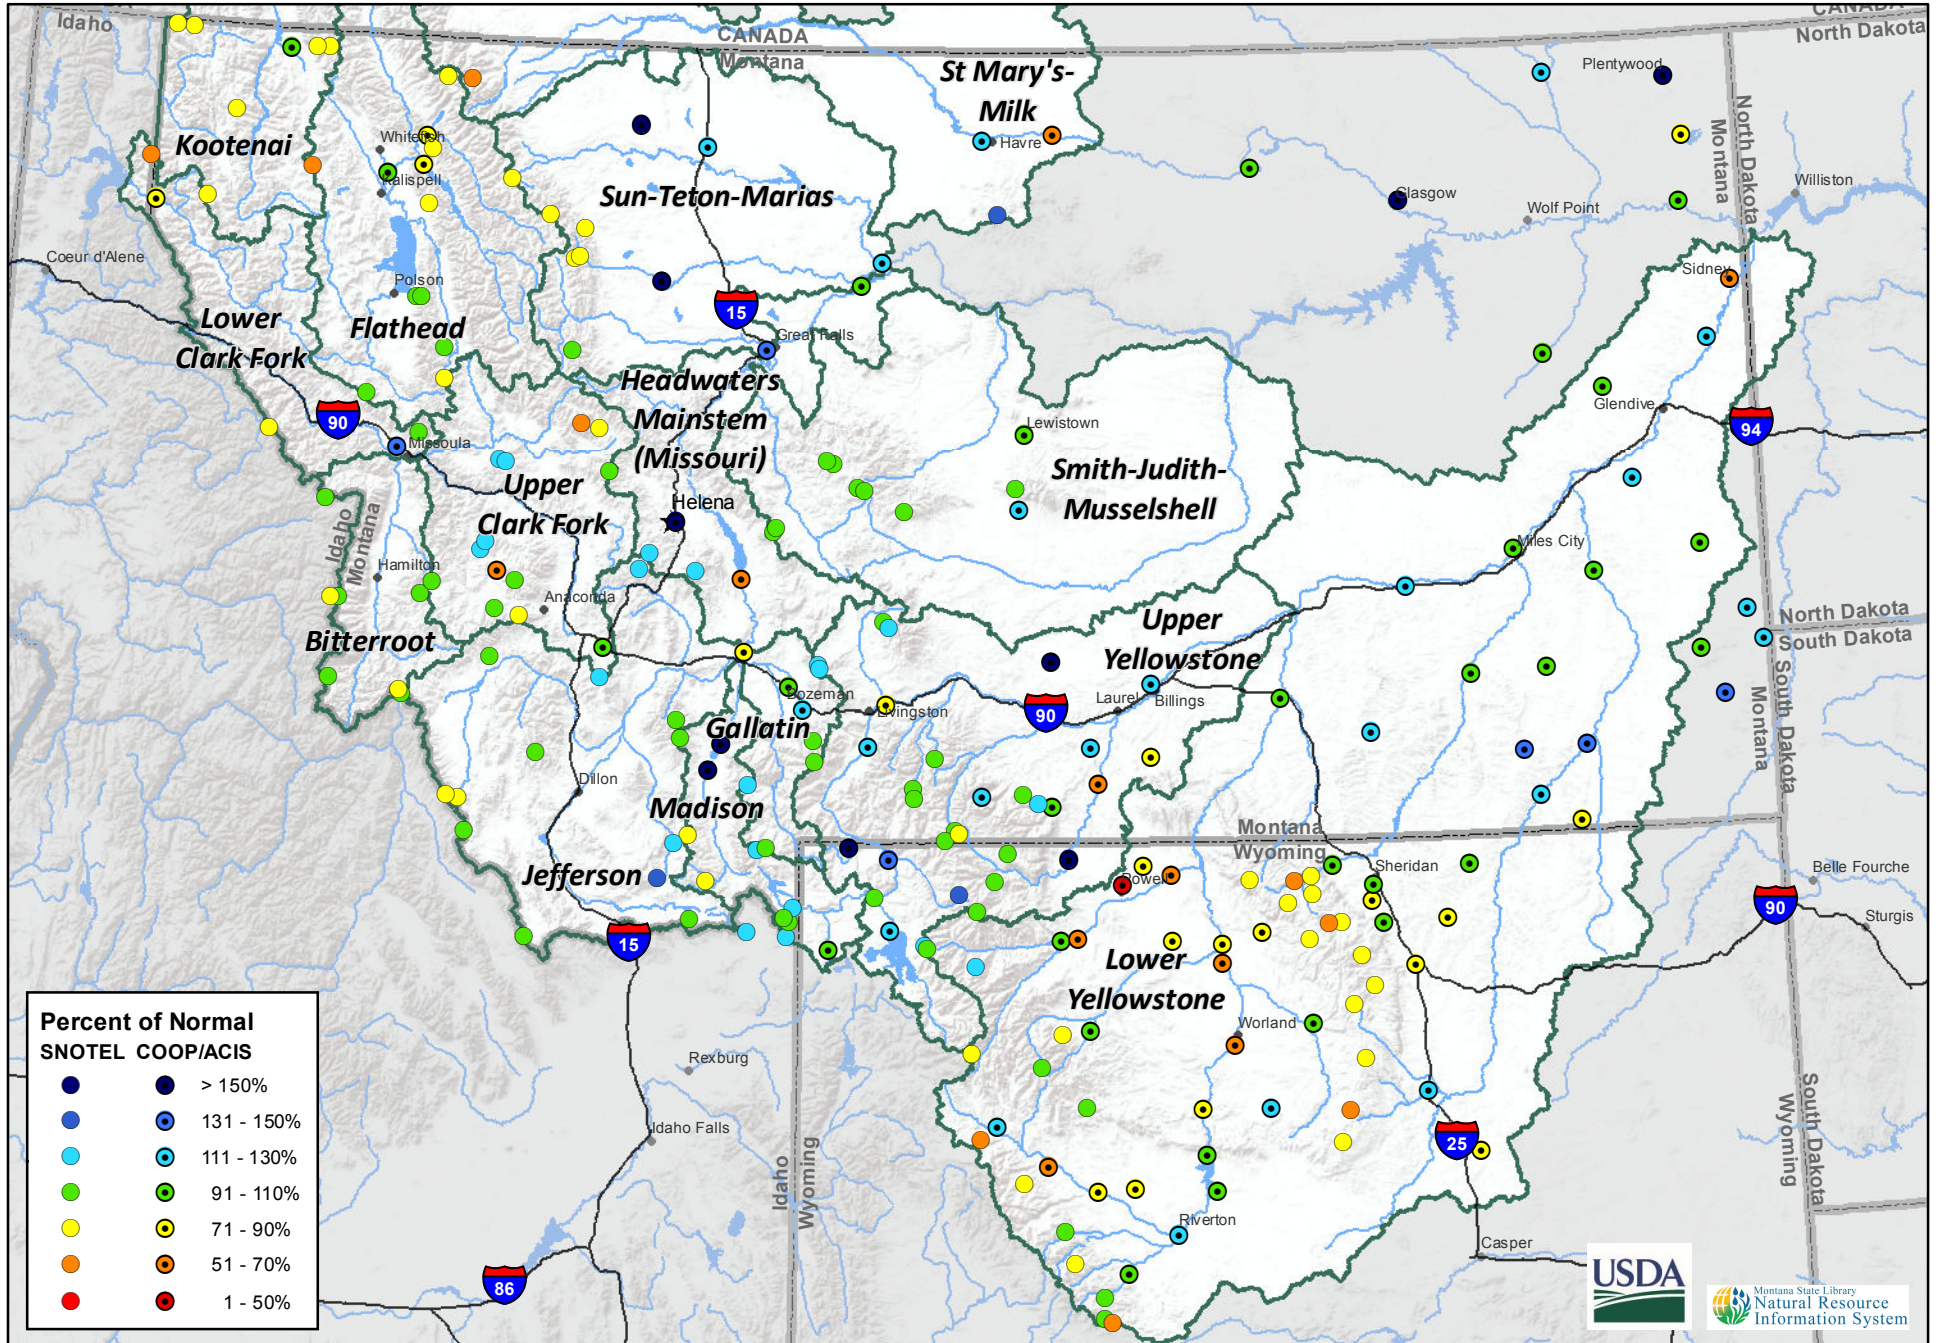 Idaho
CANADA
Montana
CANADA
North Dakota
Plentywood
St Mary's-
Milk
Havre
Kootenai
Whitefish
Kalispell
Sun-Teton-Marias
North Dakota
Montana
Glasgow
Wolf Point
Williston
Coeur d'Alene
Polson
Sidney
Lower
Clark Fork
Flathead
15
Great Falls
Headwaters
Mainstem
(Missouri)
90
Missoula
Lewistown
Glendive
94
Smith-Judith-
Musselshell
Upper
Clark Fork
Helena
Idaho
Montana
Hamilton
Anaconda
Miles City
Bitterroot
Upper
Yellowstone
North Dakota
South Dakota
South Dakota
Montana
Bozeman
Livingston
90
Laurel
Billings
Gallatin
Dillon
Madison
Jefferson
Montana
Wyoming
Sheridan
Powell
Belle Fourche
90
Sturgis
15
Lower
Yellowstone
Worland
Rexburg
Idaho Falls
Idaho
Wyoming
South Dakota
Wyoming
25
Riverton
Casper
86
Percent of Normal
SNOTEL COOP/ACIS
> 150%
131 - 150%
111 - 130%
91 - 110%
71 - 90%
51 - 70%
1 - 50%
USDA
Montana State Library
Natural Resource
Information System